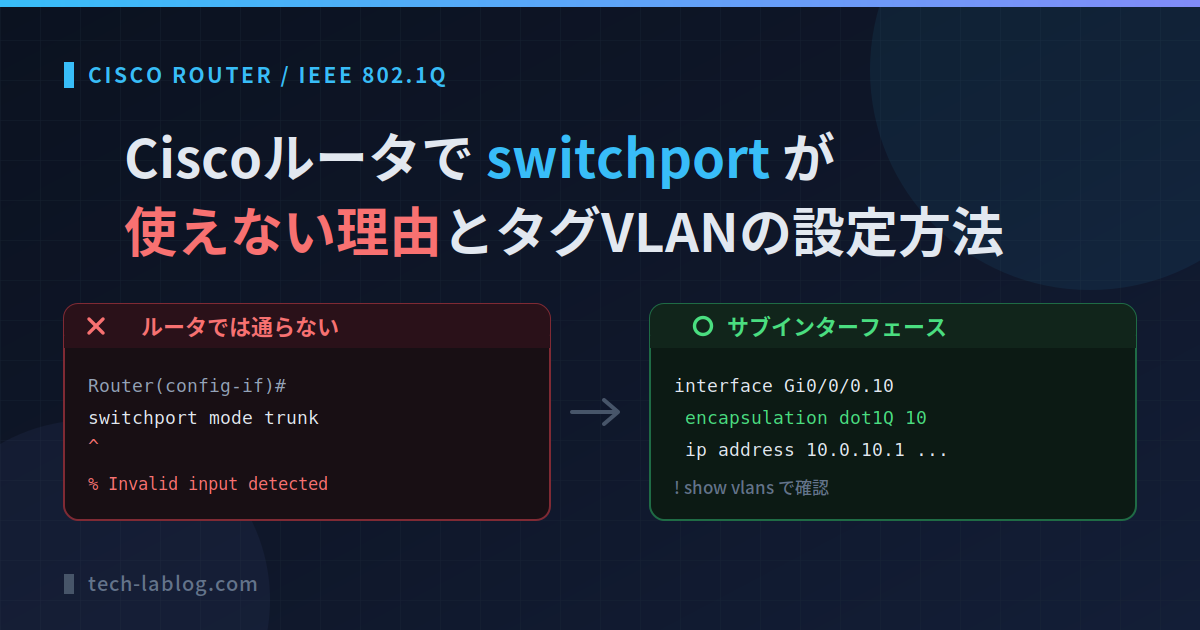 CISCO ROUTER / IEEE 802.1Q
Ciscoルータで switchport が
使えない理由とタグVLANの設定方法
✕ ルータでは通らない
Router(config-if)#
switchport mode trunk
^
% Invalid input detected
→
○ サブインターフェース
interface Gi0/0/0.10
encapsulation dot1Q 10
ip address 10.0.10.1 ...
! show vlans で確認
tech-lablog.com